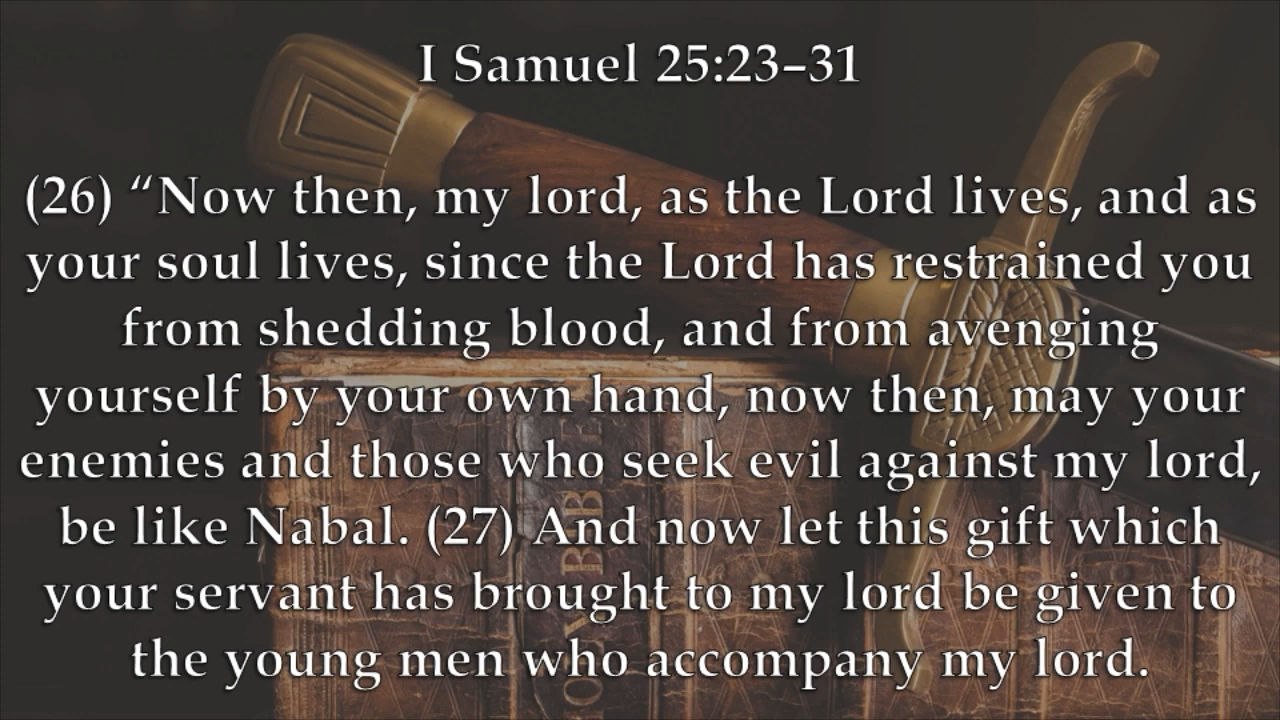 I Samuel 25:23–31
(26) “Now then, my lord, as the Lord lives, and as
your soul lives, since the Lord has restrained you
from shedding blood, and from avenging
yourself by your own hand, now then, may your
enemies and those who seek evil against my lord,
be like Nabal. (27) And now let this gift which
your servant has brought to my lord be given to
the young men who accompany my lord.